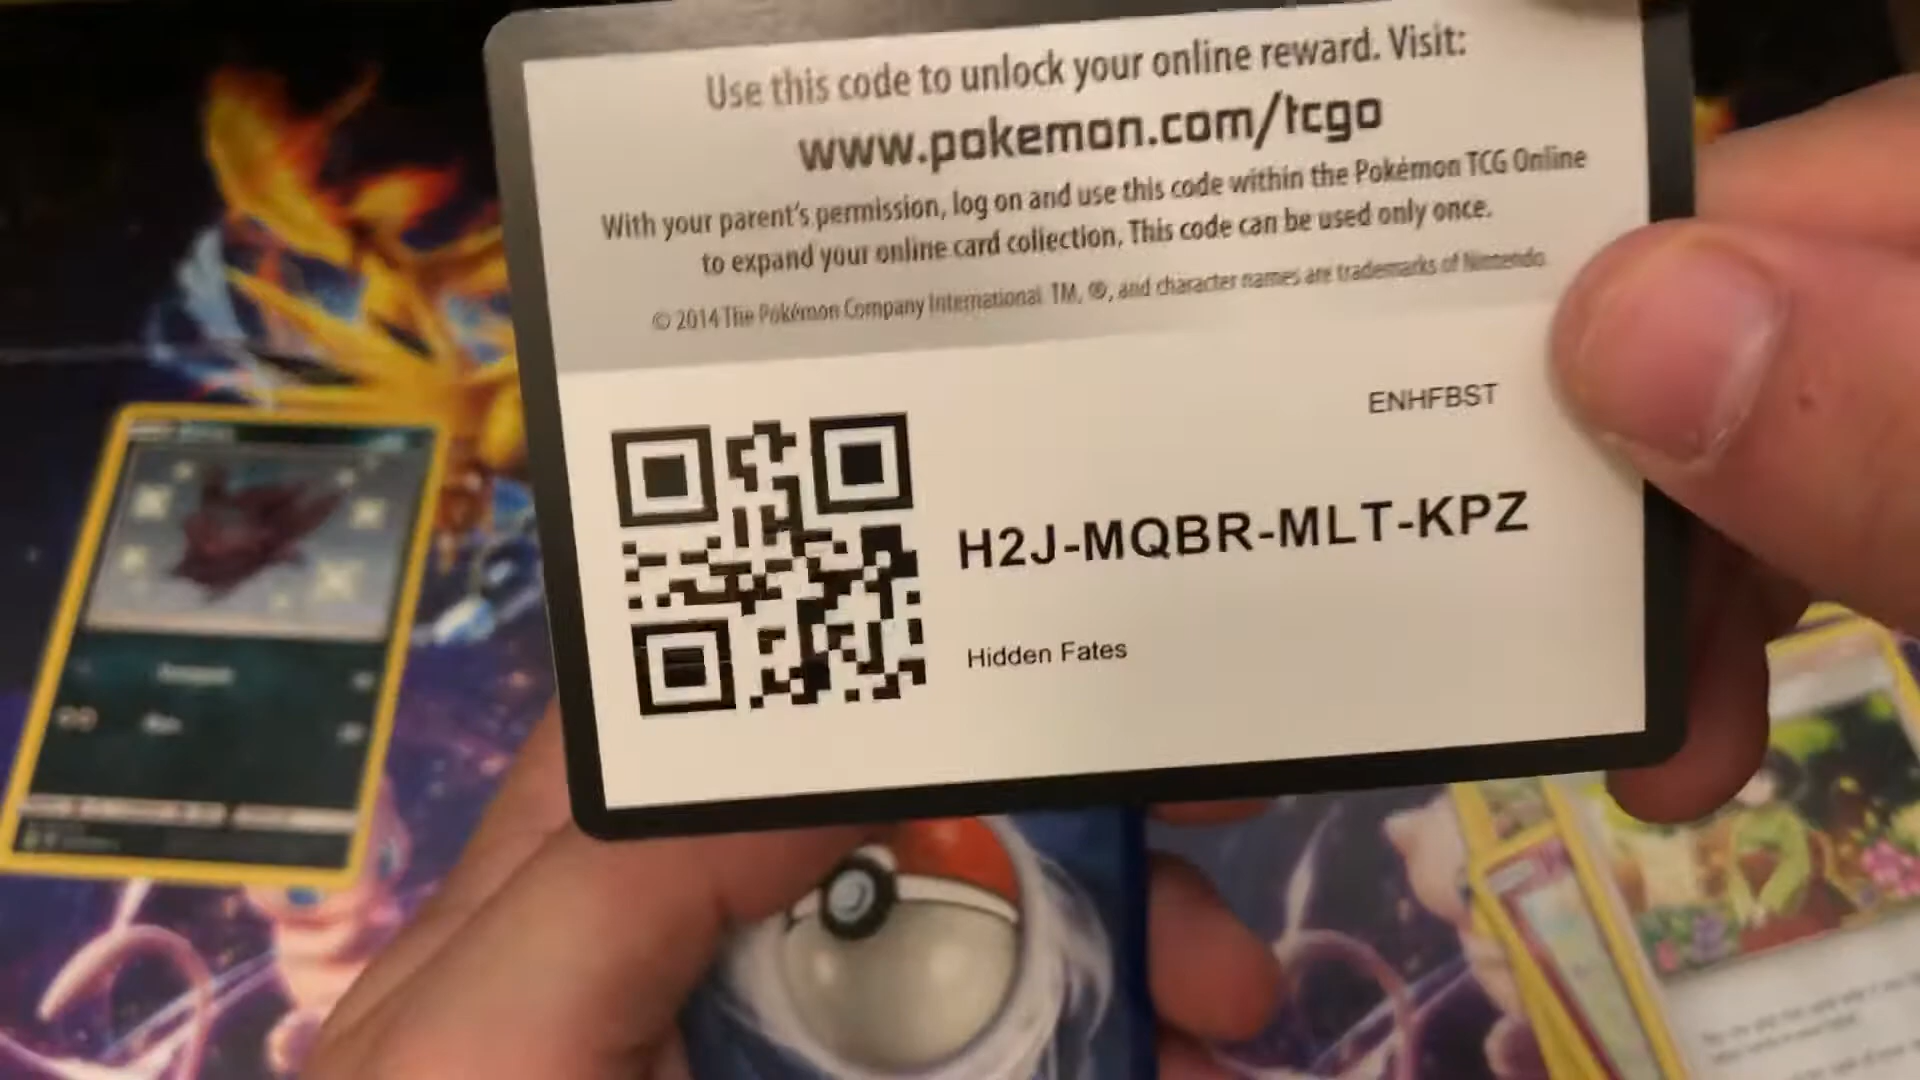 Use this code to unlock your online reward. Visit:
www.pokemon.com/tcgo
With your parent's permission, log on and use this code within the Pokémon TCG Online
to expand your online card collection. This code can be used only once.
© 2014 The Pokémon Company International. TM, ®, and character names are trademarks of Nintendo.
ENHFBST
H2J-MQBR-MLT-KPZ
Hidden Fates